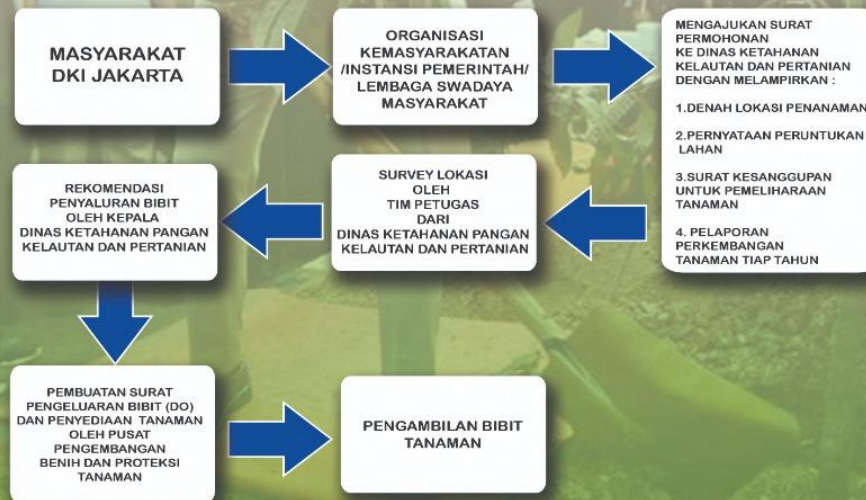 MASYARAKAT
DKI JAKARTA
ORGANISASI
KEMASYARAKATAN
/INSTANSI PEMERINTAH/
LEMBAGA SWADAYA
MASYARAKAT
MENGAJUKAN SURAT
PERMOHONAN
KE DINAS KETAHANAN
KELAUTAN DAN PERTANIAN
DENGAN MELAMPIRKAN :
1.DENAH LOKASI PENANAMAN
2.PERNYATAAN PERUNTUKAN
LAHAN
3.SURAT KESANGGUPAN
UNTUK PEMELIHARAAN
TANAMAN
4. PELAPORAN
PERKEMBANGAN
TANAMAN TIAP TAHUN
SURVEY LOKASI
OLEH
TIM PETUGAS
DARI
DINAS KETAHANAN PANGAN
KELAUTAN DAN PERTANIAN
REKOMENDASI
PENYALURAN BIBIT
OLEH KEPALA
DINAS KETAHANAN PANGAN
KELAUTAN DAN PERTANIAN
PEMBUATAN SURAT
PENGELUARAN BIBIT (DO)
DAN PENYEDIAAN TANAMAN
OLEH PUSAT
PENGEMBANGAN
BENIH DAN PROTEKSI
TANAMAN
PENGAMBILAN BIBIT
TANAMAN